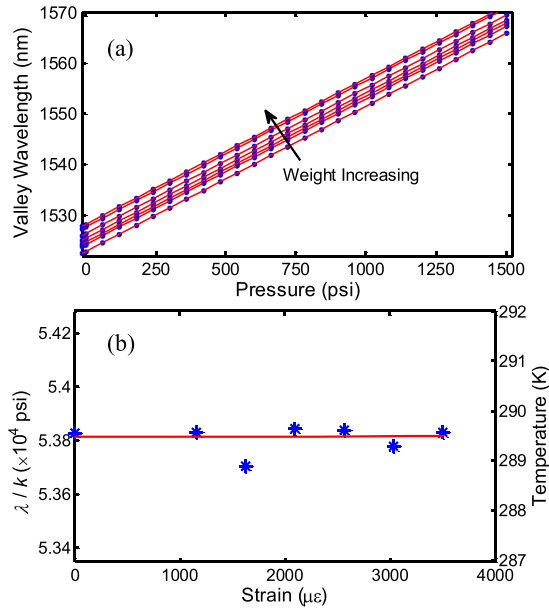 (a)
Valley Wavelength (nm)
1570
1560
1550
1540
1530
Weight Increasing
0 250 500 750 1000 1250 1500
Pressure (psi)
(b)
λ / k (×10⁴ psi)
5.42
5.4
5.38
5.36
5.34
292
291
290
289
288
287
Temperature (K)
0 1000 2000 3000 4000
Strain (με)